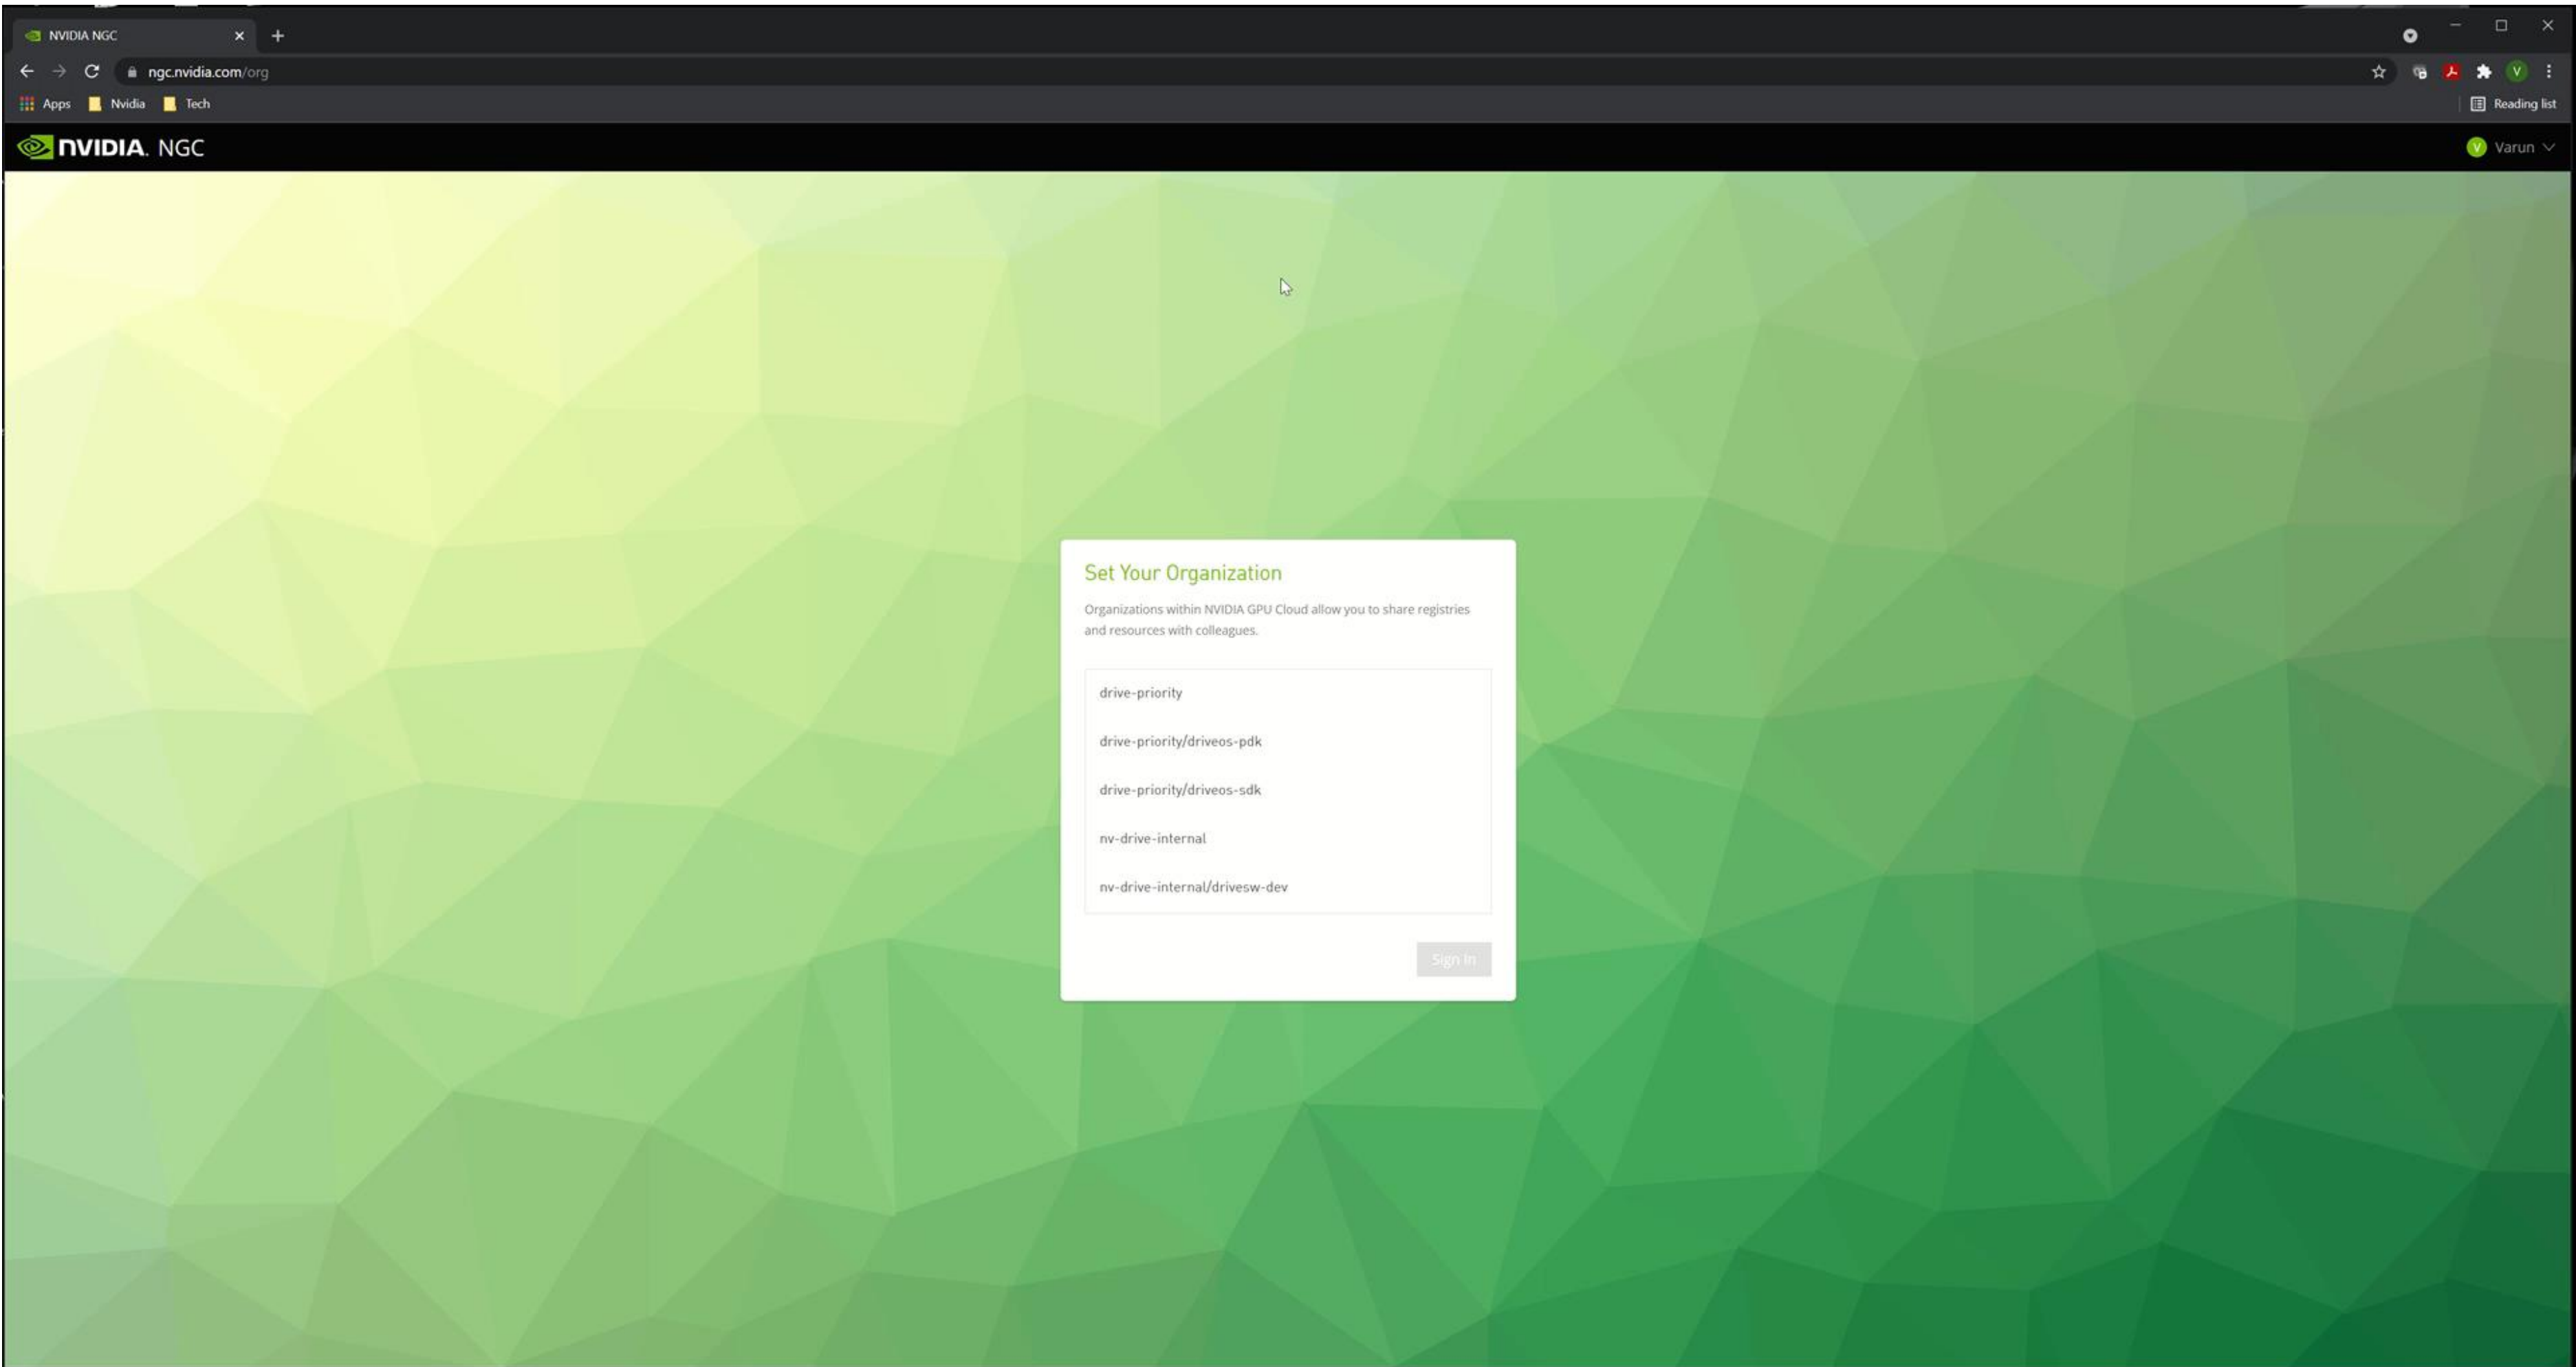 NVIDIA NGC
ngc.nvidia.com/org
Apps Nvidia Tech Reading list
NVIDIA. NGC
V Varun
Set Your Organization
Organizations within NVIDIA GPU Cloud allow you to share registries
and resources with colleagues.
drive-priority
drive-priority/driveos-pdk
drive-priority/driveos-sdk
nv-drive-internal
nv-drive-internal/drivesw-dev
Sign In